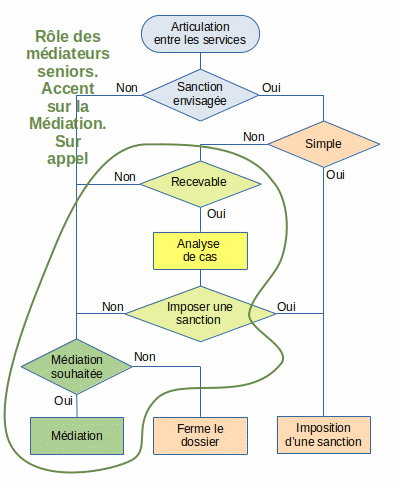 Articulation
entre les services
Rôle des
médiateurs
seniors.
Accent
sur la
Médiation.
Sur
appel
Non
Sanction
envisagée
Oui
Non
Simple
Oui
Non
Recevable
Oui
Analyse
de cas
Non
Imposer une
sanction
Oui
Médiation
souhaitée
Non
Oui
Médiation
Ferme le
dossier
Imposition
d'une sanction